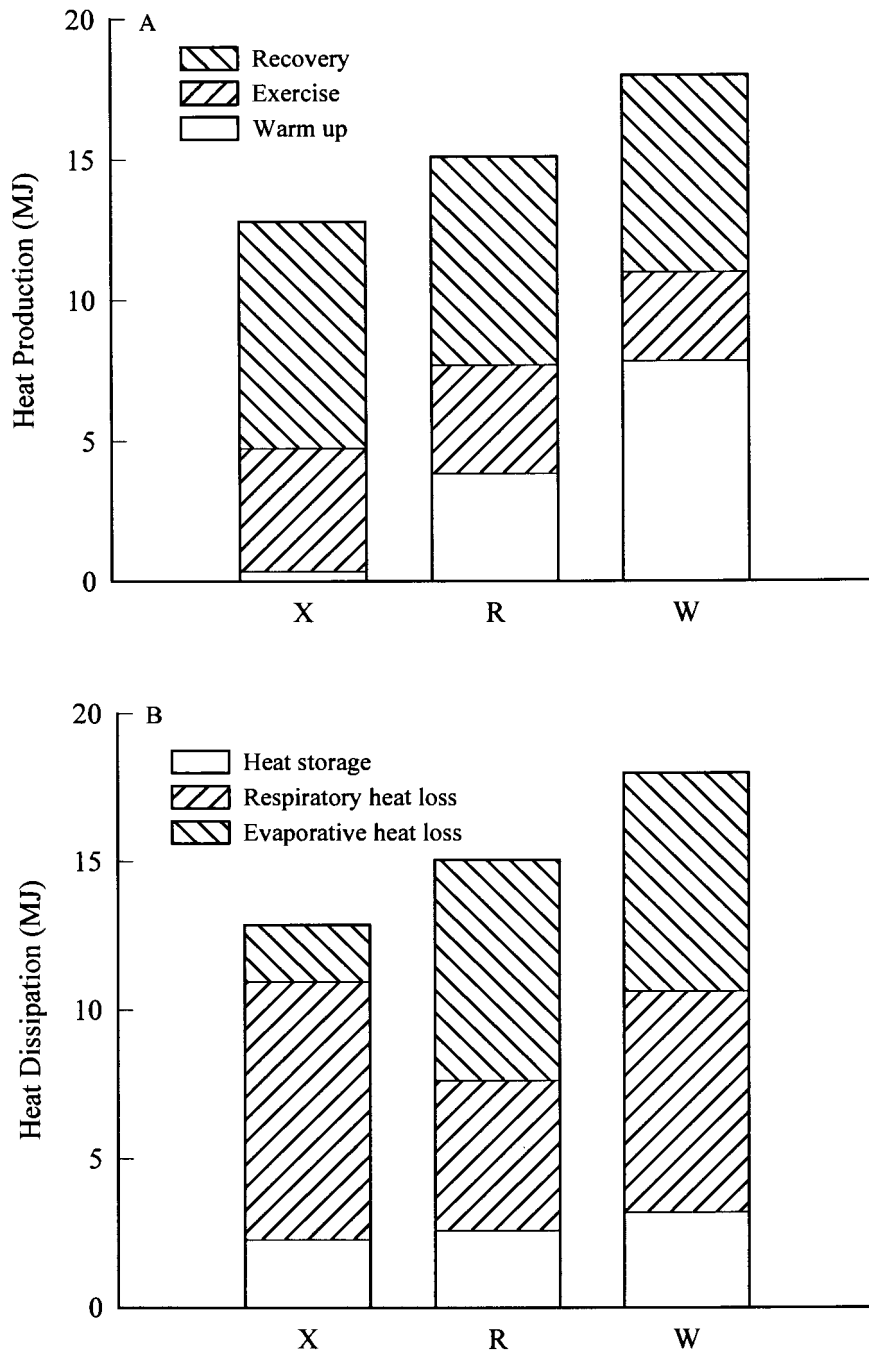 20
A
Recovery
Exercise
Warm up
15
10
5
0
Heat Production (MJ)
X R W
20
B
Heat storage
Respiratory heat loss
Evaporative heat loss
15
10
5
0
Heat Dissipation (MJ)
X R W